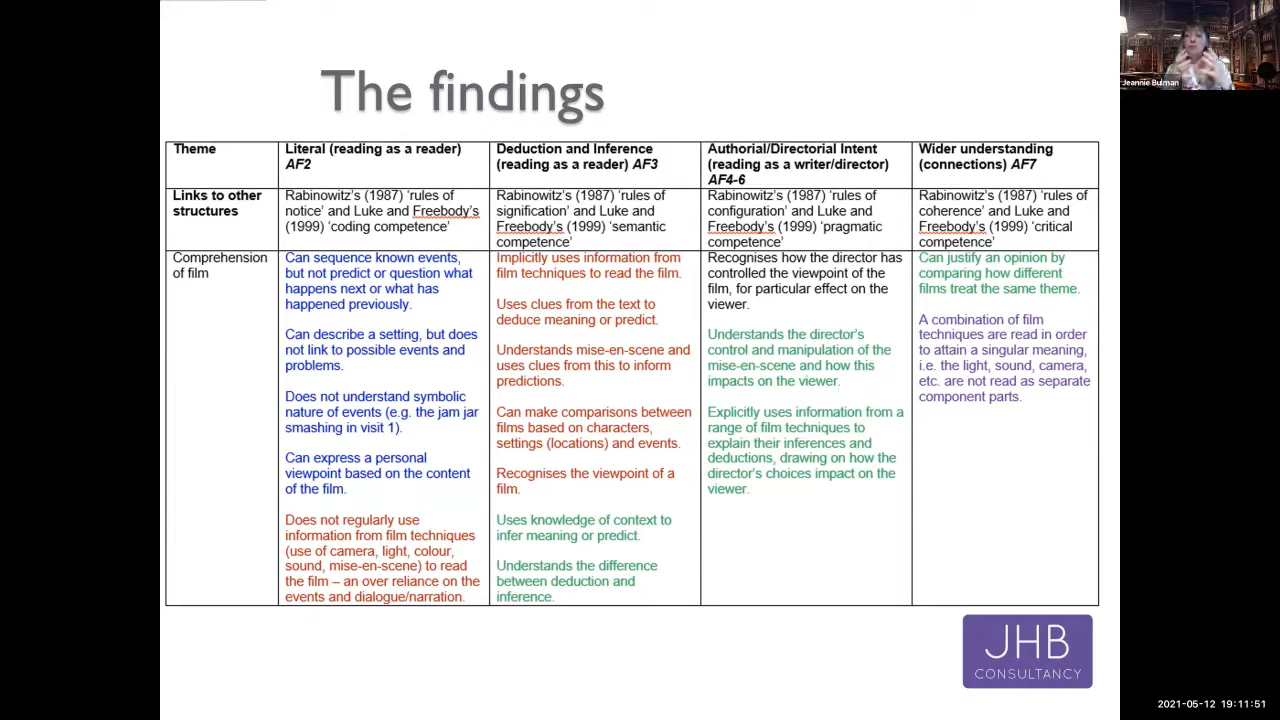 The findings
Theme
Literal (reading as a reader)
AF2
Deduction and Inference
(reading as a reader) AF3
Authorial/Directorial Intent
(reading as a writer/director)
AF4-6
Wider understanding
(connections) AF7
Links to other
structures
Rabinowitz's (1987) 'rules of
notice' and Luke and Freebody's
(1999) 'coding competence'
Rabinowitz's (1987) 'rules of
signification' and Luke and
Freebody's (1999) 'semantic
competence'
Rabinowitz's (1987) 'rules of
configuration' and Luke and
Freebody's (1999) 'pragmatic
competence'
Rabinowitz's (1987) 'rules of
coherence' and Luke and
Freebody's (1999) 'critical
competence'
Comprehension
of film
Can sequence known events,
but not predict or question what
happens next or what has
happened previously.
Can describe a setting, but does
not link to possible events and
problems.
Does not understand symbolic
nature of events (e.g. the jam jar
smashing in visit 1).
Can express a personal
viewpoint based on the content
of the film.
Does not regularly use
information from film techniques
(use of camera, light, colour,
sound, mise-en-scene) to read
the film – an over reliance on the
events and dialogue/narration.
Implicitly uses information from
film techniques to read the film.
Uses clues from the text to
deduce meaning or predict.
Understands mise-en-scene and
uses clues from this to inform
predictions.
Can make comparisons between
films based on characters,
settings (locations) and events.
Recognises the viewpoint of a
film.
Uses knowledge of context to
infer meaning or predict.
Understands the difference
between deduction and
inference.
Recognises how the director has
controlled the viewpoint of the
film, for particular effect on the
viewer.
Understands the director's
control and manipulation of the
mise-en-scene and how this
impacts on the viewer.
Explicitly uses information from a
range of film techniques to
explain their inferences and
deductions, drawing on how the
director's choices impact on the
viewer.
Can justify an opinion by
comparing how different
films treat the same theme.
A combination of film
techniques are read in order
to attain a singular meaning,
i.e. the light, sound, camera,
etc. are not read as separate
component parts.
JHB
CONSULTANCY
Jeannie Bulman
2021-05-12 19:11:51